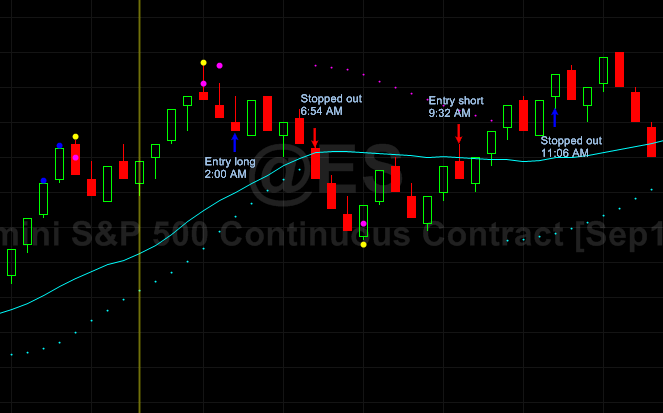 Stopped out
6:54 AM
Entry short
9:32 AM
Entry long
2:00 AM
Stopped out
11:06 AM
@ES
mini S&P 500 Continuous Contract [Sep1